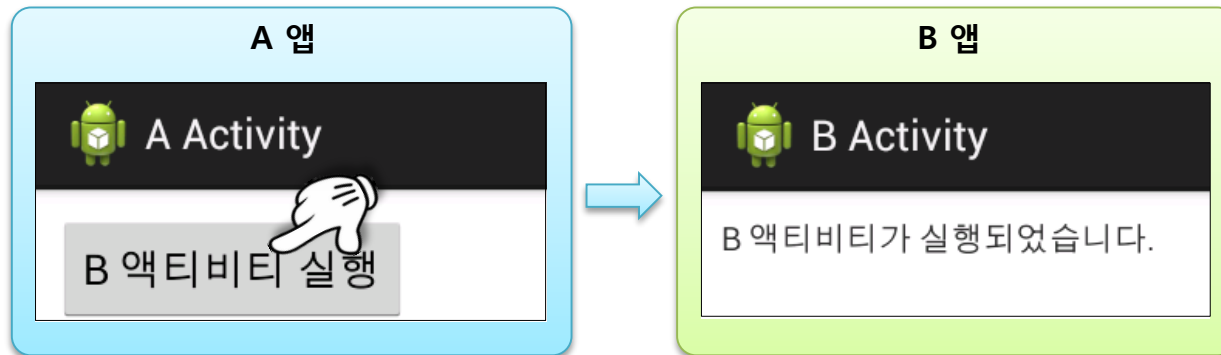 A 앱
A Activity
B 액티비티 실행
B 앱
B Activity
B 액티비티가 실행되었습니다.